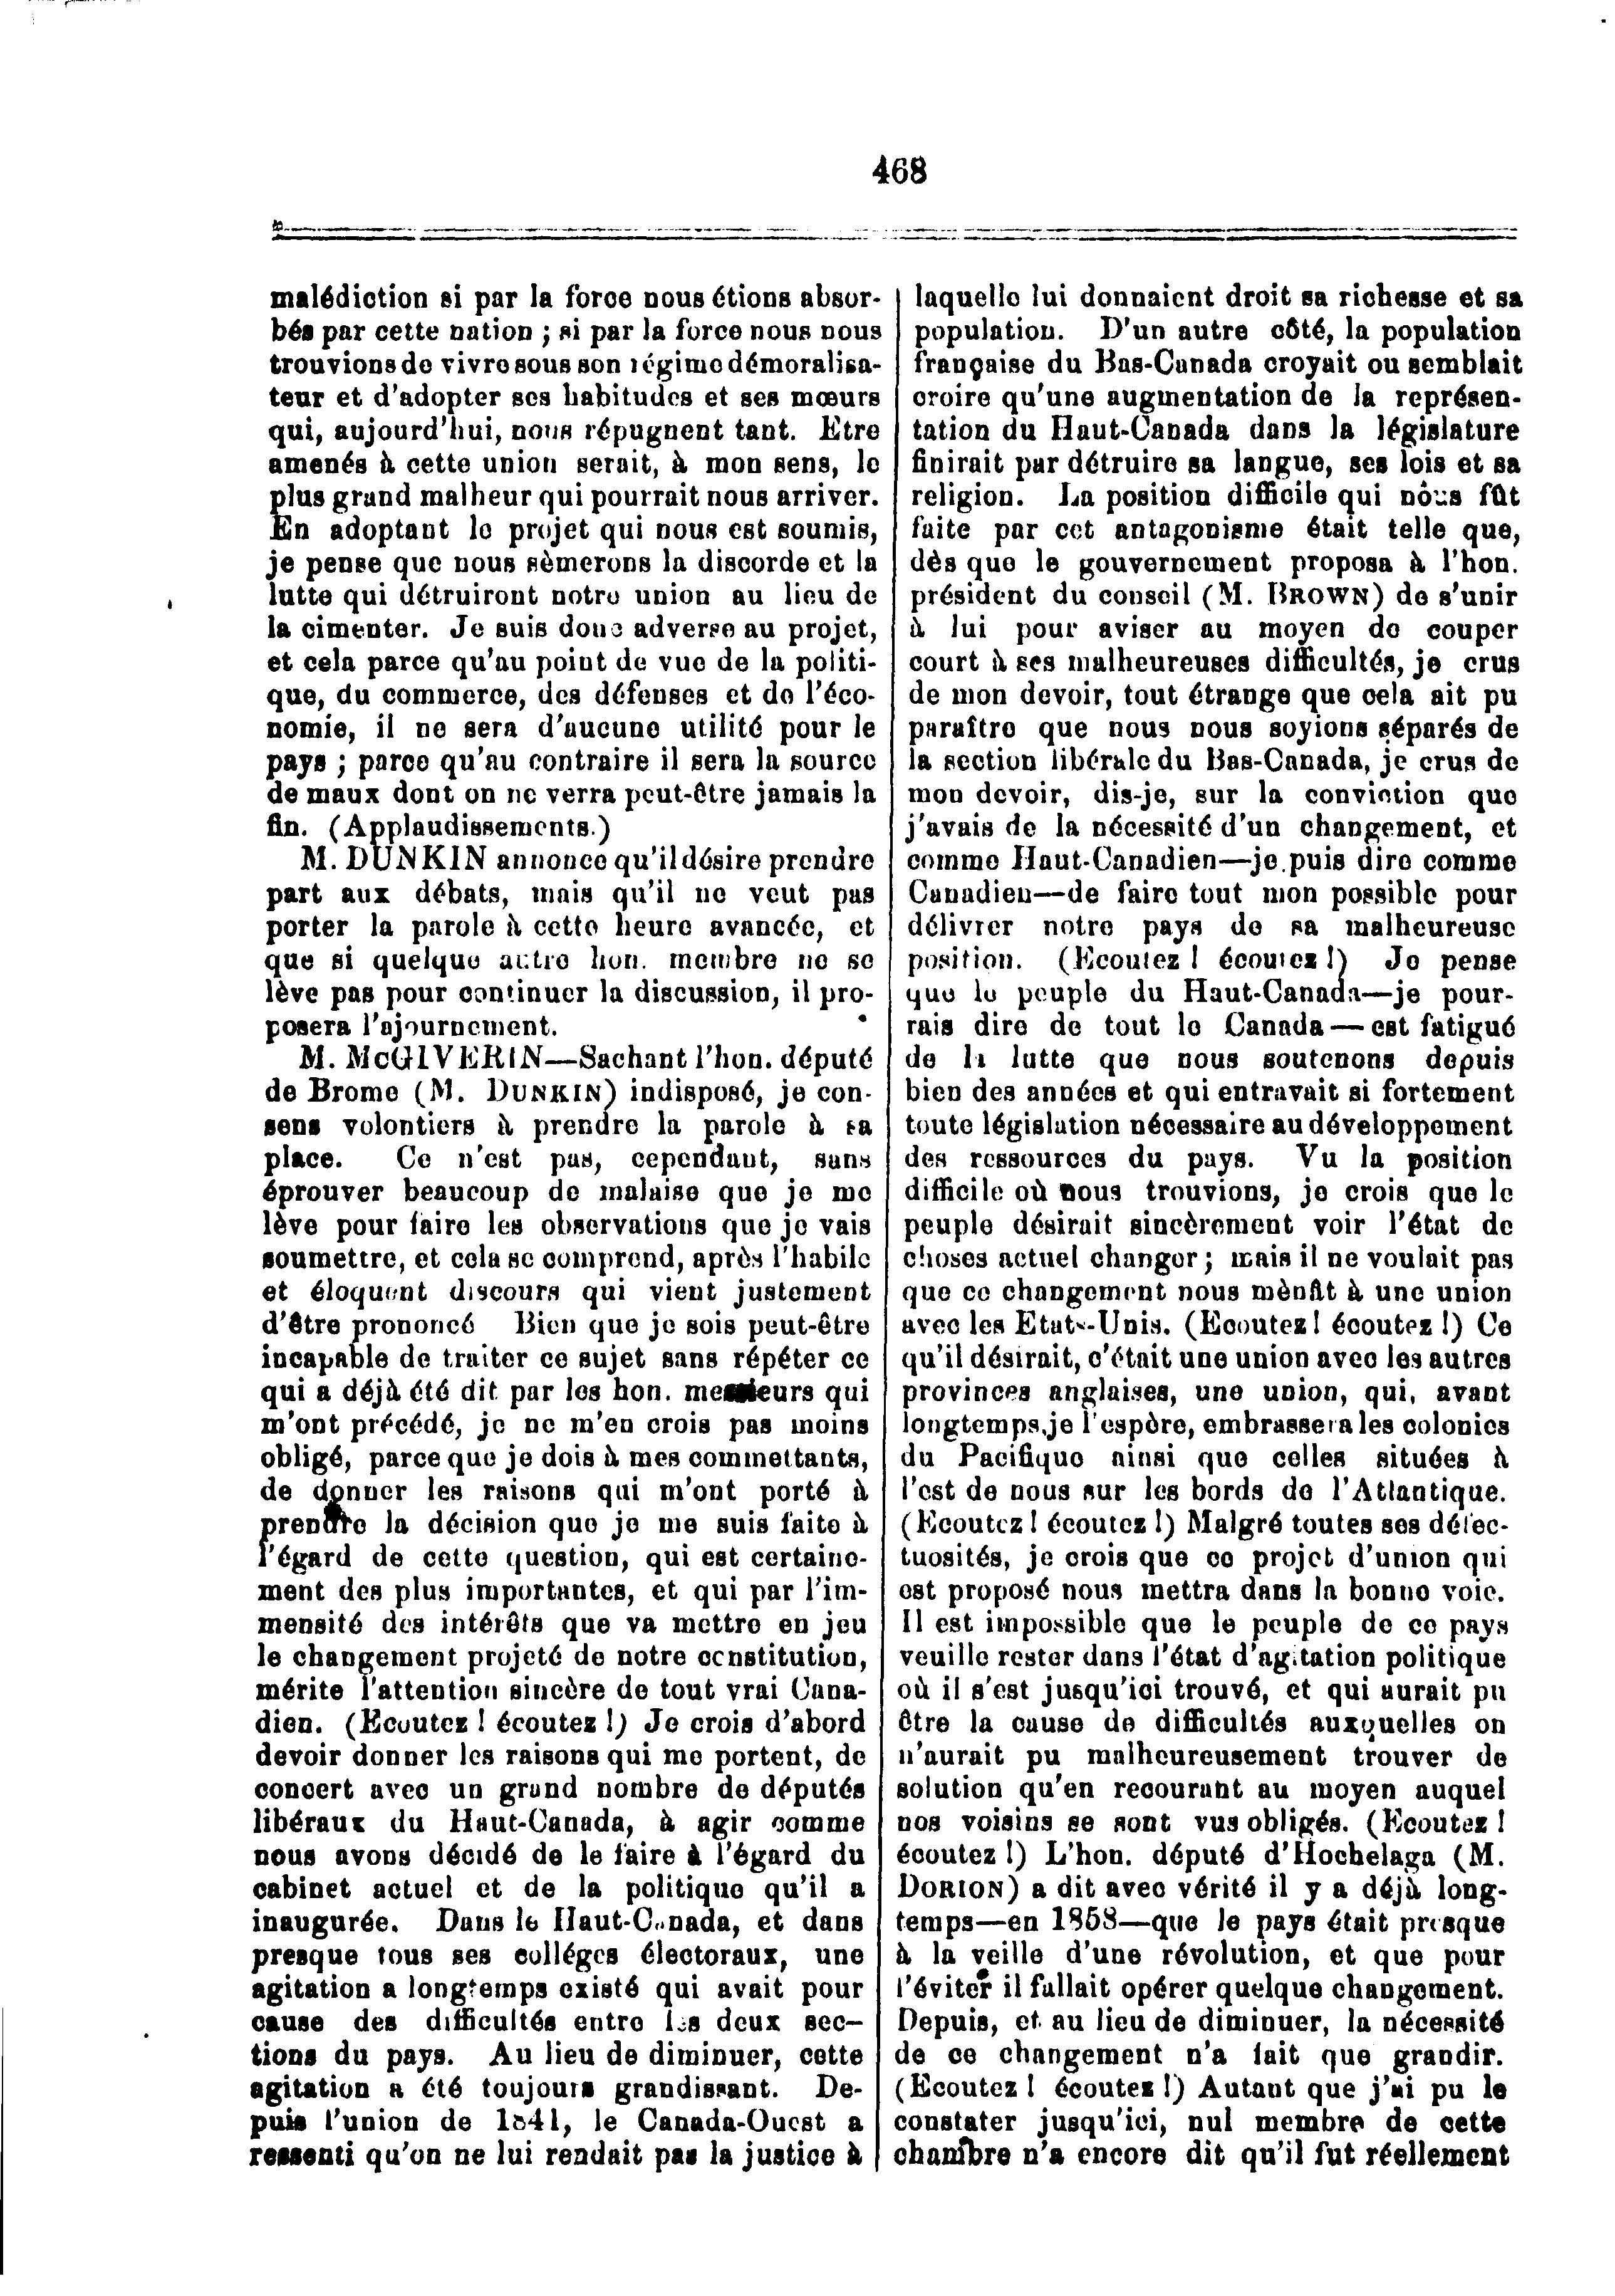 468
malédiction si par la force nous étions absor-
bés par cette nation ; si par la force nous nous
trouvions de vivre sous son régime démoralisa-
teur et d'adopter ses habitudes et ses mœurs
qui, aujourd'hui, nous répugnent tant. Etre
amenés à cette union serait, à mon sens, le
plus grand malheur qui pourrait nous arriver.
En adoptant le projet qui nous est soumis,
je pense que nous sèmerons la discorde et la
lutte qui détruiront notre union au lieu de
la cimenter. Je suis donc adverse au projet,
et cela parce qu'au point de vue de la politi-
que, du commerce, des défenses et de l'éco-
nomie, il ne sera d'aucune utilité pour le
pays ; parce qu'au contraire il sera la source
de maux dont on ne verra peut-être jamais la
fin. (Applaudissements.)
M. DUNKIN annonce qu'il désire prendre
part aux débats, mais qu'il ne veut pas
porter la parole à cette heure avancée, et
que si quelque autre hon. membre ne se
lève pas pour continuer la discussion, il pro-
posera l'ajournement.
M. McGIVERIN—Sachant l'hon. député
de Brome (M. DUNKIN) indisposé, je con-
sens volontiers à prendre la parole à sa
place. Ce n'est pas, cependant, sans
éprouver beaucoup de malaise que je me
lève pour faire les observations que je vais
soumettre, et cela se comprend, après l'habile
et éloquent discours qui vient justement
d'être prononcé Bien que je sois peut-être
incapable de traiter ce sujet sans répéter ce
qui a déjà été dit par les hon. messieurs qui
m'ont précédé, je ne m'en crois pas moins
obligé, parce que je dois à mes commettants,
de donner les raisons qui m'ont porté à
prendre la décision que je me suis faite à
l'égard de cette question, qui est certaine-
ment des plus importantes, et qui par l'im-
mensité des intérêts que va mettre en jeu
le changement projeté de notre constitution,
mérite l'attention sincère de tout vrai Cana-
dien. (Ecoutez ! écoutez !) Je crois d'abord
devoir donner les raisons qui me portent, de
concert avec un grand nombre de députés
libéraux du Haut-Canada, à agir comme
nous avons décidé de le faire à l'égard du
cabinet actuel et de la politique qu'il a
inaugurée. Dans le Haut-Canada, et dans
presque tous ses colléges électoraux, une
agitation a longtemps existé qui avait pour
cause des difficultés entre les deux sec-
tions du pays. Au lieu de diminuer, cette
agitation a été toujours grandissant. De-
puis l'union de 1841, le Canada-Ouest a
ressenti qu'on ne lui rendait pas la justice à
laquelle lui donnaient droit sa richesse et sa
population. D'un autre côté, la population
française du Bas-Canada croyait ou semblait
croire qu'une augmentation de la représen-
tation du Haut-Canada dans la législature
finirait par détruire sa langue, ses lois et sa
religion. La position difficile qui nous fût
faite par cet antagonisme était telle que,
dès que le gouvernement proposa à l'hon.
président du conseil (M. BROWN) de s'unir
à lui pour aviser au moyen de couper
court à ses malheureuses difficultés, je crus
de mon devoir, tout étrange que cela ait pu
paraître que nous nous soyions séparés de
la section libérale du Bas-Canada, je crus de
mon devoir, dis-je, sur la conviction que
j'avais de la nécessité d'un changement, et
comme Haut-Canadien—je puis dire comme
Canadien—de faire tout mon possible pour
délivrer notre pays de sa malheureuse
position. (Ecoutez ! écoutez !) Je pense
que le peuple du Haut-Canada—je pour-
rais dire de tout le Canada—est fatigué
de la lutte que nous soutenons depuis
bien des années et qui entravait si fortement
toute législation nécessaire au développement
des ressources du pays. Vu la position
difficile où nous trouvions, je crois que le
peuple désirait sincèrement voir l'état de
choses actuel changer ; mais il ne voulait pas
que ce changement nous mènât à une union
avec les Etats-Unis. (Ecoutez ! écoutez !) Ce
qu'il désirait, c'était une union avec les autres
provinces anglaises, une union, qui, avant
longtemps, je l'espère, embrassera les colonies
du Pacifique ainsi que celles situées à
l'est de nous sur les bords de l'Atlantique.
(Ecoutez ! écoutez !) Malgré toutes ses défec-
tuosités, je crois que ce projet d'union qui
est proposé nous mettra dans la bonne voie.
Il est impossible que le peuple de ce pays
veuille rester dans l'état d'agitation politique
où il s'est jusqu'ici trouvé, et qui aurait pu
être la cause de difficultés auxquelles on
n'aurait pu malheureusement trouver de
solution qu'en recourant au moyen auquel
nos voisins se sont vus obligés. (Ecoutez !
écoutez !) L'hon. député d'Hochelaga (M.
DORION) a dit avec vérité il y a déjà long-
temps—en 1858—que le pays était presque
à la veille d'une révolution, et que pour
l'éviter il fallait opérer quelque changement.
Depuis, et au lieu de diminuer, la nécessité
de ce changement n'a fait que grandir.
(Ecoutez ! écoutez !) Autant que j'ai pu le
constater jusqu'ici, nul membre de cette
chambre n'a encore dit qu'il fut réellement